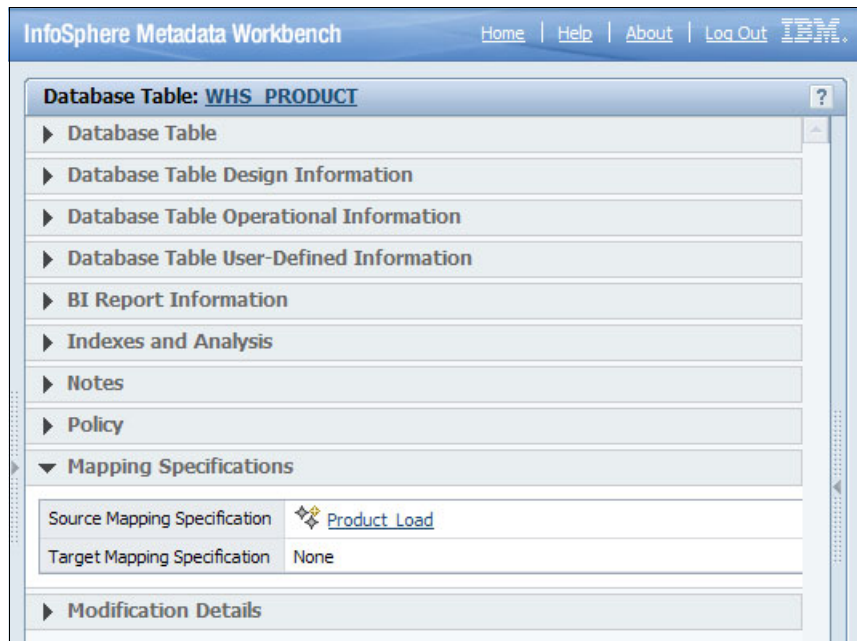 InfoSphere Metadata Workbench Home | Help | About | Log Out IBM.
Database Table: WHS_PRODUCT ?
Database Table
Database Table Design Information
Database Table Operational Information
Database Table User-Defined Information
BI Report Information
Indexes and Analysis
Notes
Policy
Mapping Specifications
Source Mapping Specification Product_Load
Target Mapping Specification None
Modification Details